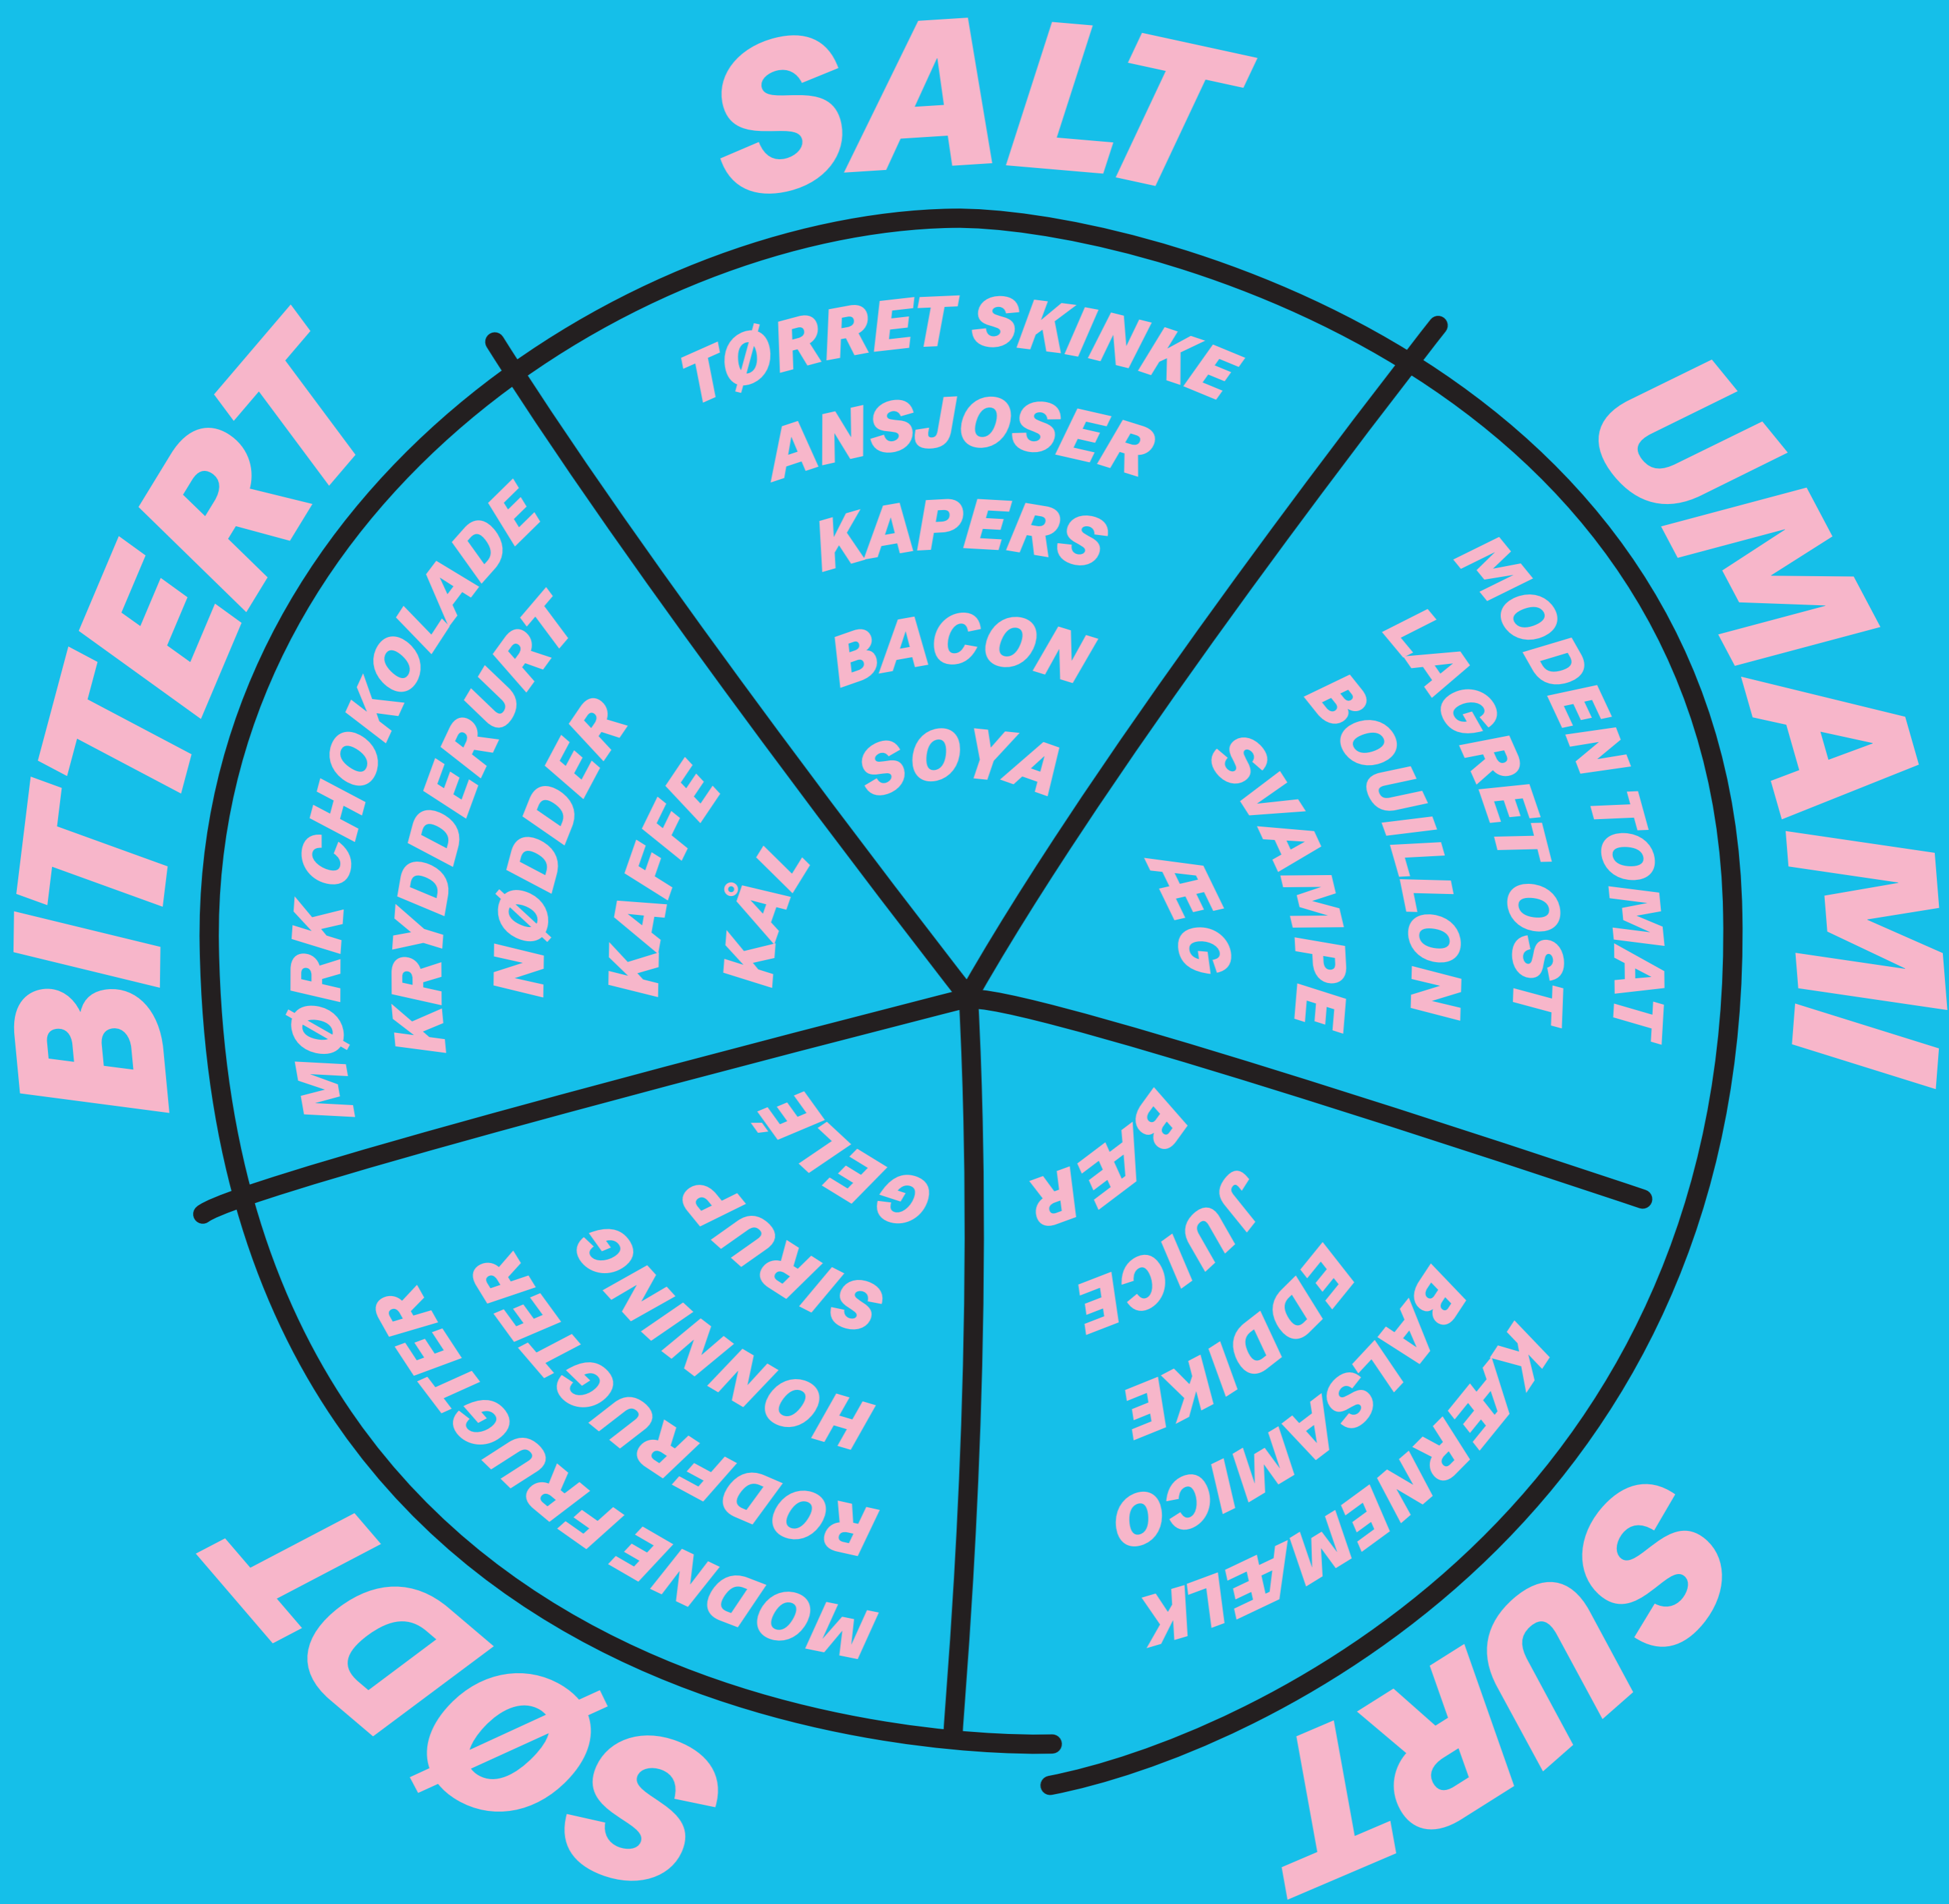 SALT
TØRRET SKINKE
ANSJOSER
KAPERS
BACON
SOYA
UMAMI
MODEN TOMAT
LAGRET OST
BOUILLON
SVAMPE
ÆG
SURT
KÆRNEMÆLK
BALSAMICO
EDDIKE
JUICE
BÆR
SØDT
MODNE FRUGTER
RODFRUGTER
HONNING
SIRUP
GELÉ
BITTERT
MØRK CHOKOLADE
KRYDDERURT
NØDDER
KAFFE
KÅL